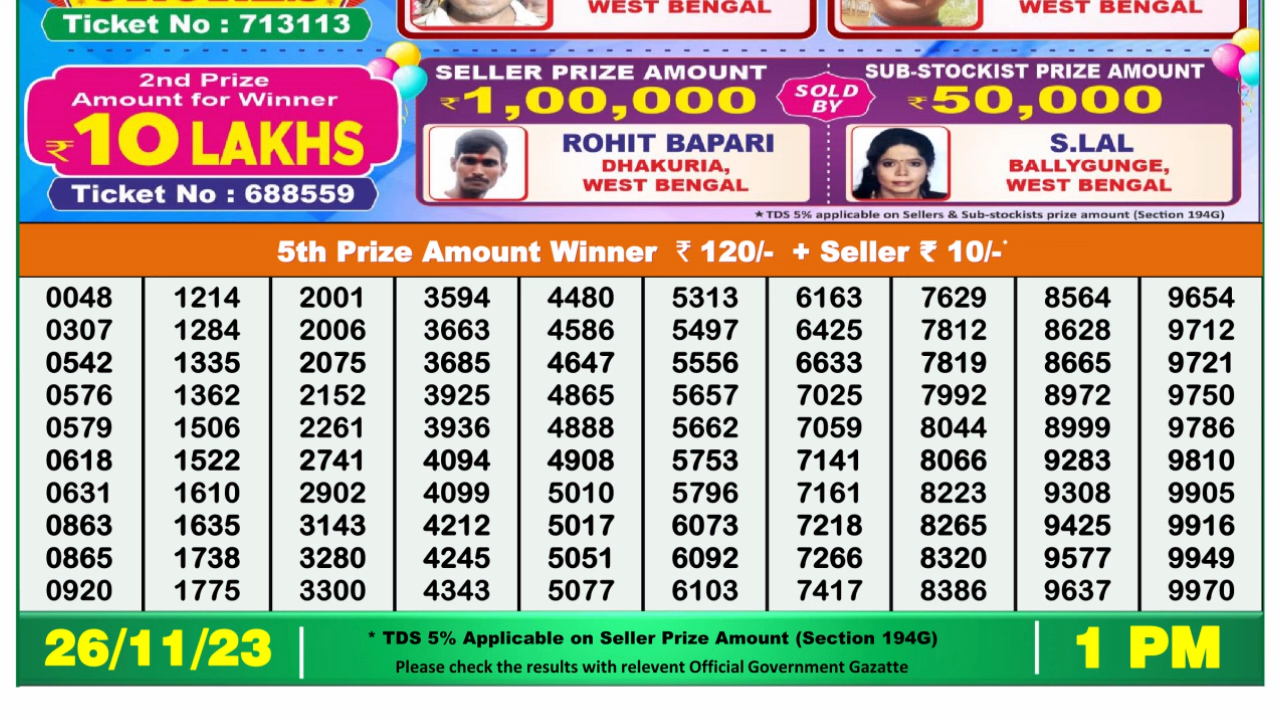 Ticket No : 713113
WEST BENGAL
WEST BENGAL
2nd Prize
Amount for Winner
₹10 LAKHS
Ticket No : 688559
SELLER PRIZE AMOUNT
₹1,00,000
SOLD
BY
SUB-STOCKIST PRIZE AMOUNT
₹50,000
ROHIT BAPARI
DHAKURIA,
WEST BENGAL
S.LAL
BALLYGUNGE,
WEST BENGAL
★TDS 5% applicable on Sellers & Sub-stockists prize amount (Section 194G)
5th Prize Amount Winner ₹ 120/- + Seller ₹ 10/-*
0048 1214 2001 3594 4480 5313 6163 7629 8564 9654
0307 1284 2006 3663 4586 5497 6425 7812 8628 9712
0542 1335 2075 3685 4647 5556 6633 7819 8665 9721
0576 1362 2152 3925 4865 5657 7025 7992 8972 9750
0579 1506 2261 3936 4888 5662 7059 8044 8999 9786
0618 1522 2741 4094 4908 5753 7141 8066 9283 9810
0631 1610 2902 4099 5010 5796 7161 8223 9308 9905
0863 1635 3143 4212 5017 6073 7218 8265 9425 9916
0865 1738 3280 4245 5051 6092 7266 8320 9577 9949
0920 1775 3300 4343 5077 6103 7417 8386 9637 9970
26/11/23
* TDS 5% Applicable on Seller Prize Amount (Section 194G)
Please check the results with relevent Official Government Gazatte
1 PM